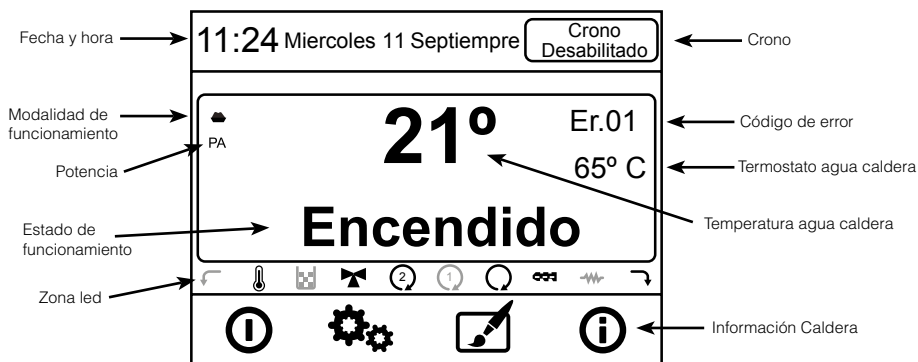 Fecha y hora
11:24 Miercoles 11 Septiempre
Crono
Desabilitado
Crono
Modalidad de
funcionamiento
PA
Potencia
21º
Er.01
Código de error
65º C
Termostato agua caldera
Temperatura agua caldera
Estado de
funcionamiento
Encendido
Zona led
2
1
Información Caldera